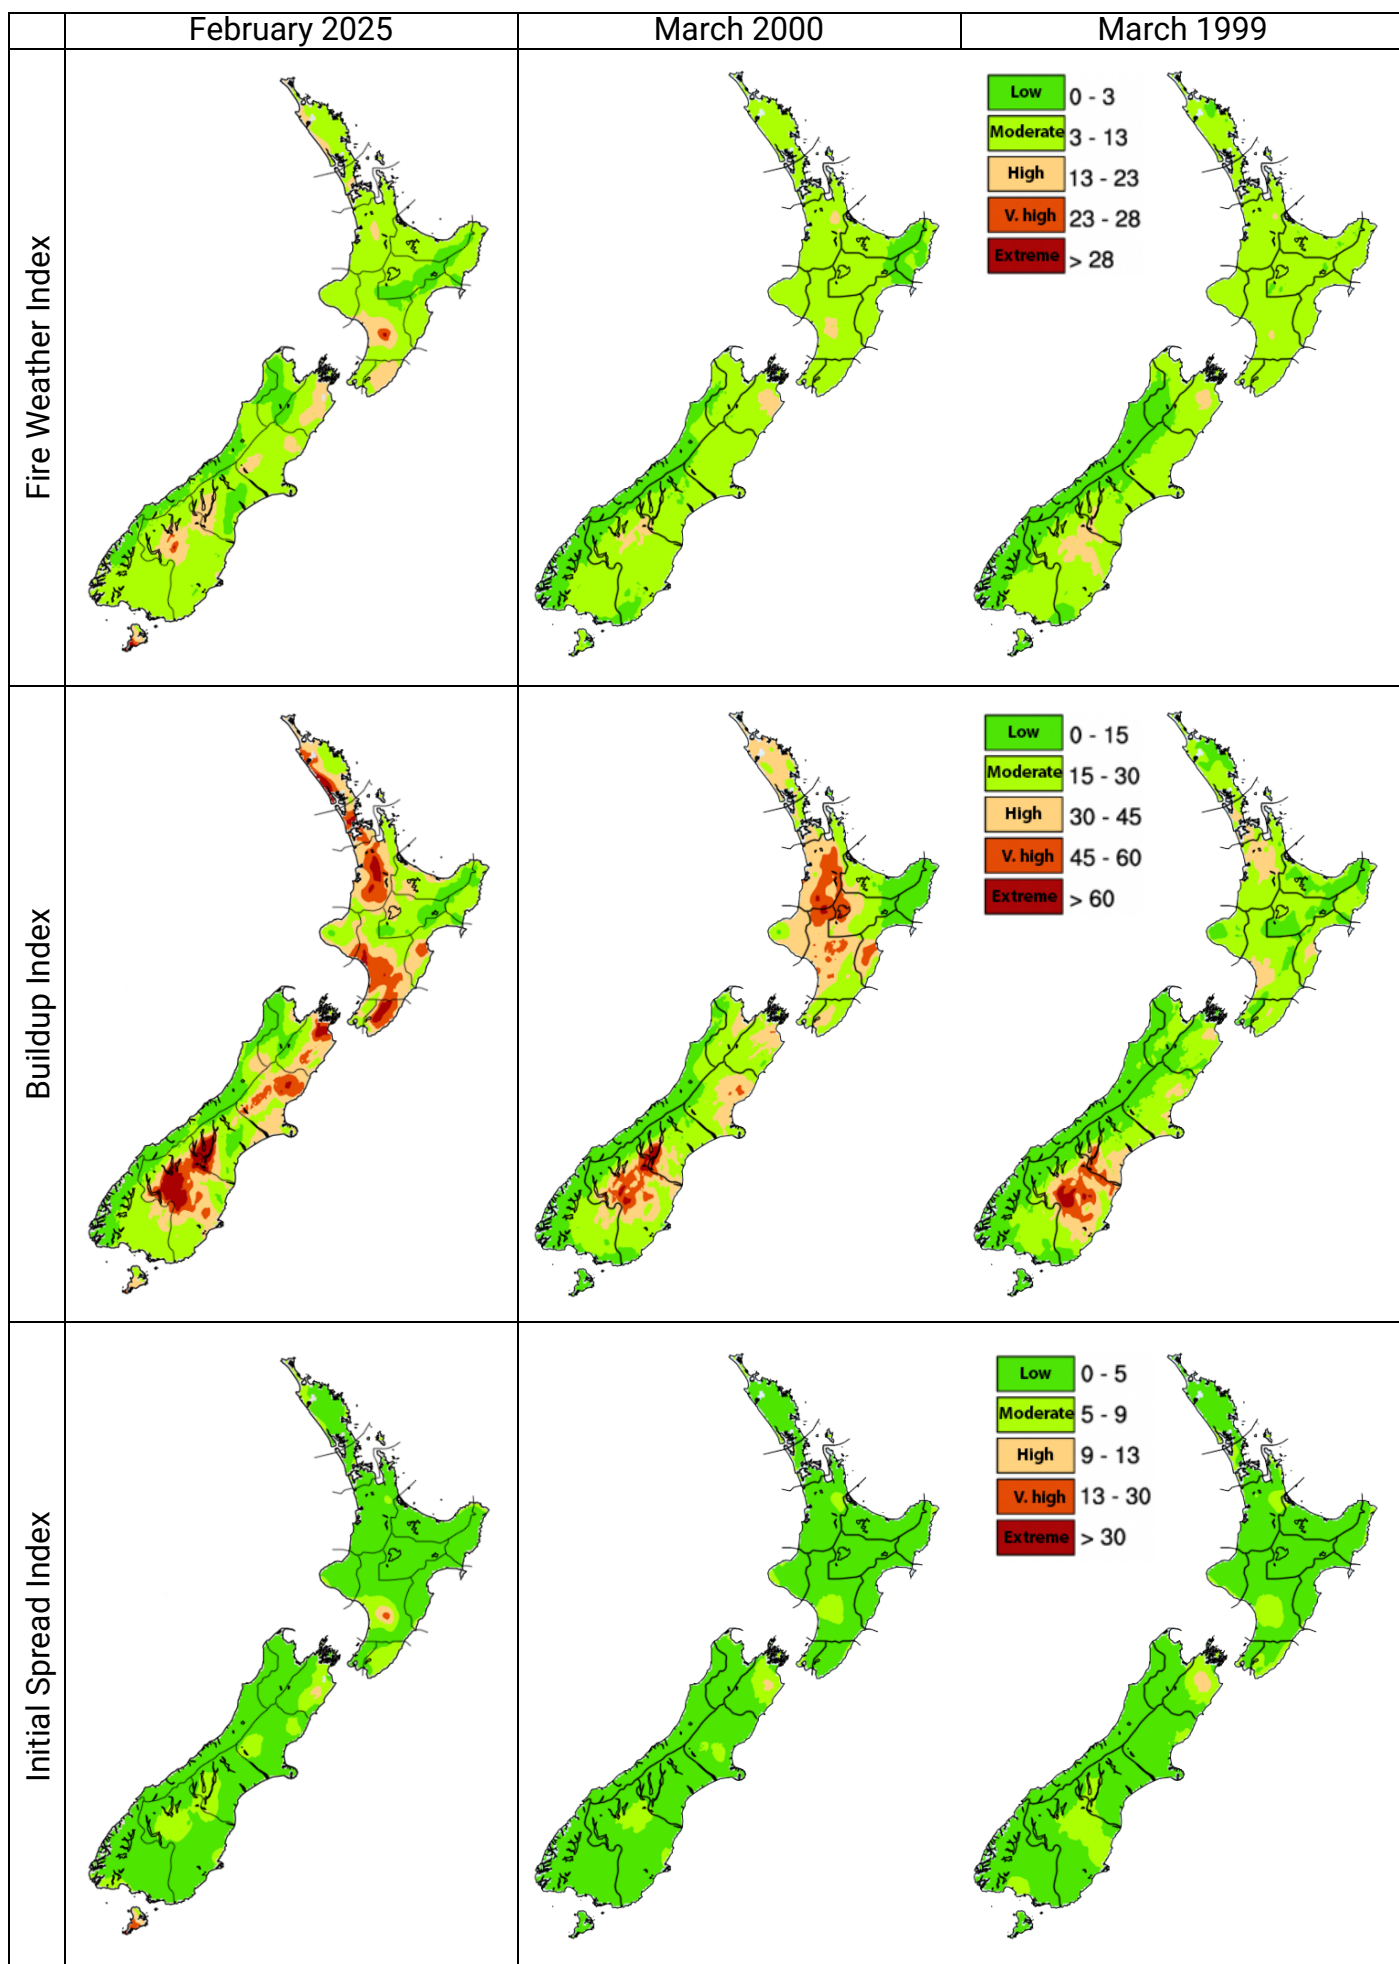 February 2025
March 2000
March 1999
Fire Weather Index
Low 0 - 3
Moderate 3 - 13
High 13 - 23
V. high 23 - 28
Extreme > 28
Buildup Index
Low 0 - 15
Moderate 15 - 30
High 30 - 45
V. high 45 - 60
Extreme > 60
Initial Spread Index
Low 0 - 5
Moderate 5 - 9
High 9 - 13
V. high 13 - 30
Extreme > 30